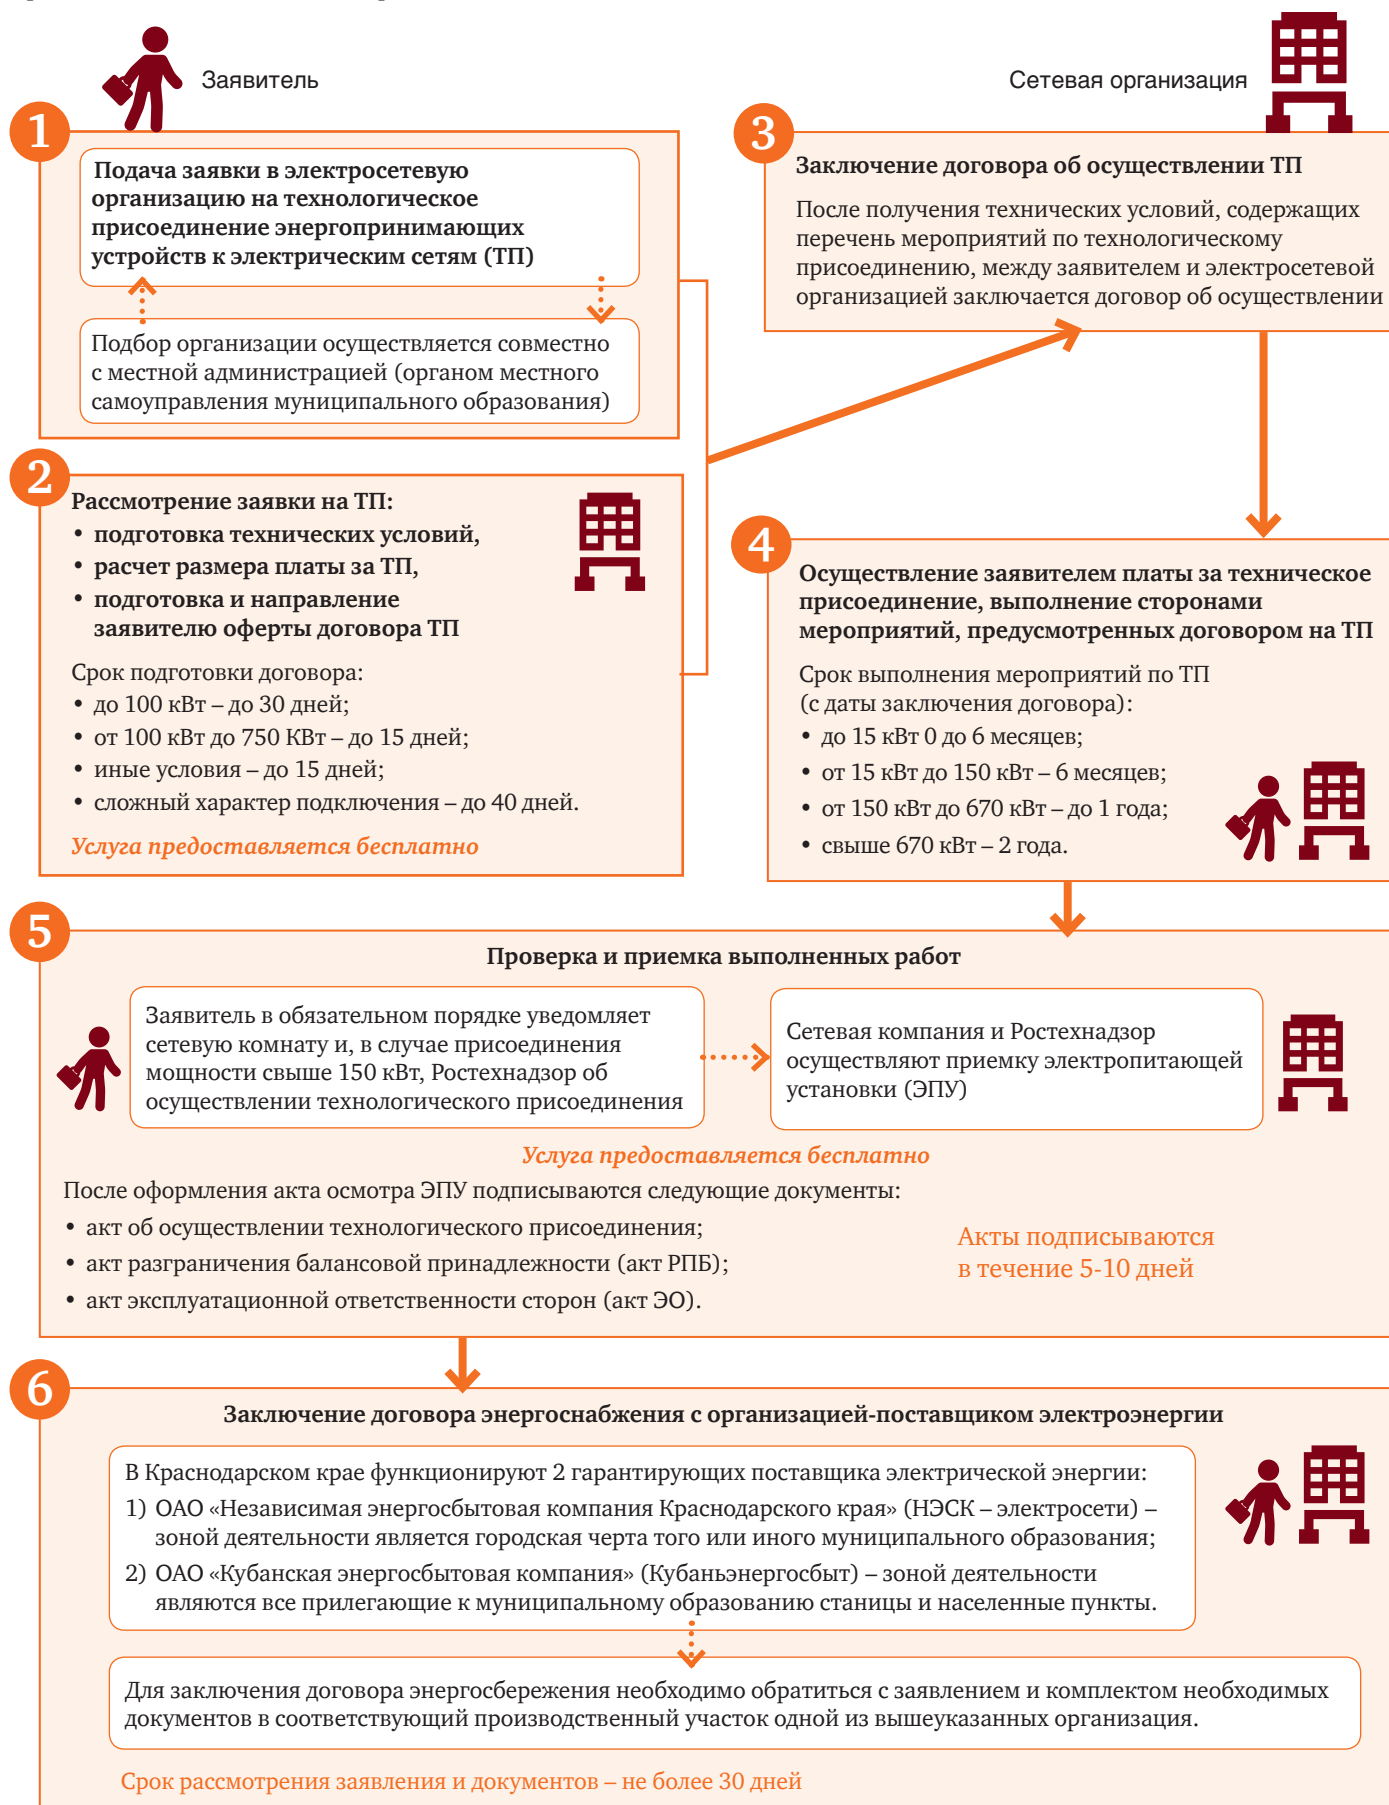 Заявитель
Сетевая организация
1
Подача заявки в электросетевую
организацию на технологическое
присоединение энергопринимающих
устройств к электрическим сетям (ТП)
Подбор организации осуществляется совместно
с местной администрацией (органом местного
самоуправления муниципального образования)
2
Рассмотрение заявки на ТП:
• подготовка технических условий,
• расчет размера платы за ТП,
• подготовка и направление
заявителю оферты договора ТП
Срок подготовки договора:
• до 100 кВт – до 30 дней;
• от 100 кВт до 750 КВт – до 15 дней;
• иные условия – до 15 дней;
• сложный характер подключения – до 40 дней.
Услуга предоставляется бесплатно
3
Заключение договора об осуществлении ТП
После получения технических условий, содержащих
перечень мероприятий по технологическому
присоединению, между заявителем и электросетевой
организацией заключается договор об осуществлении
4
Осуществление заявителем платы за техническое
присоединение, выполнение сторонами
мероприятий, предусмотренных договором на ТП
Срок выполнения мероприятий по ТП
(с даты заключения договора):
• до 15 кВт 0 до 6 месяцев;
• от 15 кВт до 150 кВт – 6 месяцев;
• от 150 кВт до 670 кВт – до 1 года;
• свыше 670 кВт – 2 года.
5
Проверка и приемка выполненных работ
Заявитель в обязательном порядке уведомляет
сетевую комнату и, в случае присоединения
мощности свыше 150 кВт, Ростехнадзор об
осуществлении технологического присоединения
Сетевая компания и Ростехнадзор
осуществляют приемку электропитающей
установки (ЭПУ)
Услуга предоставляется бесплатно
После оформления акта осмотра ЭПУ подписываются следующие документы:
• акт об осуществлении технологического присоединения;
• акт разграничения балансовой принадлежности (акт РПБ);
• акт эксплуатационной ответственности сторон (акт ЭО).
Акты подписываются
в течение 5-10 дней
6
Заключение договора энергоснабжения с организацией-поставщиком электроэнергии
В Краснодарском крае функционируют 2 гарантирующих поставщика электрической энергии:
1) ОАО «Независимая энергосбытовая компания Краснодарского края» (НЭСК – электросети) –
зоной деятельности является городская черта того или иного муниципального образования;
2) ОАО «Кубанская энергосбытовая компания» (Кубаньэнергосбыт) – зоной деятельности
являются все прилегающие к муниципальному образованию станицы и населенные пункты.
Для заключения договора энергосбережения необходимо обратиться с заявлением и комплектом необходимых
документов в соответствующий производственный участок одной из вышеуказанных организация.
Срок рассмотрения заявления и документов – не более 30 дней